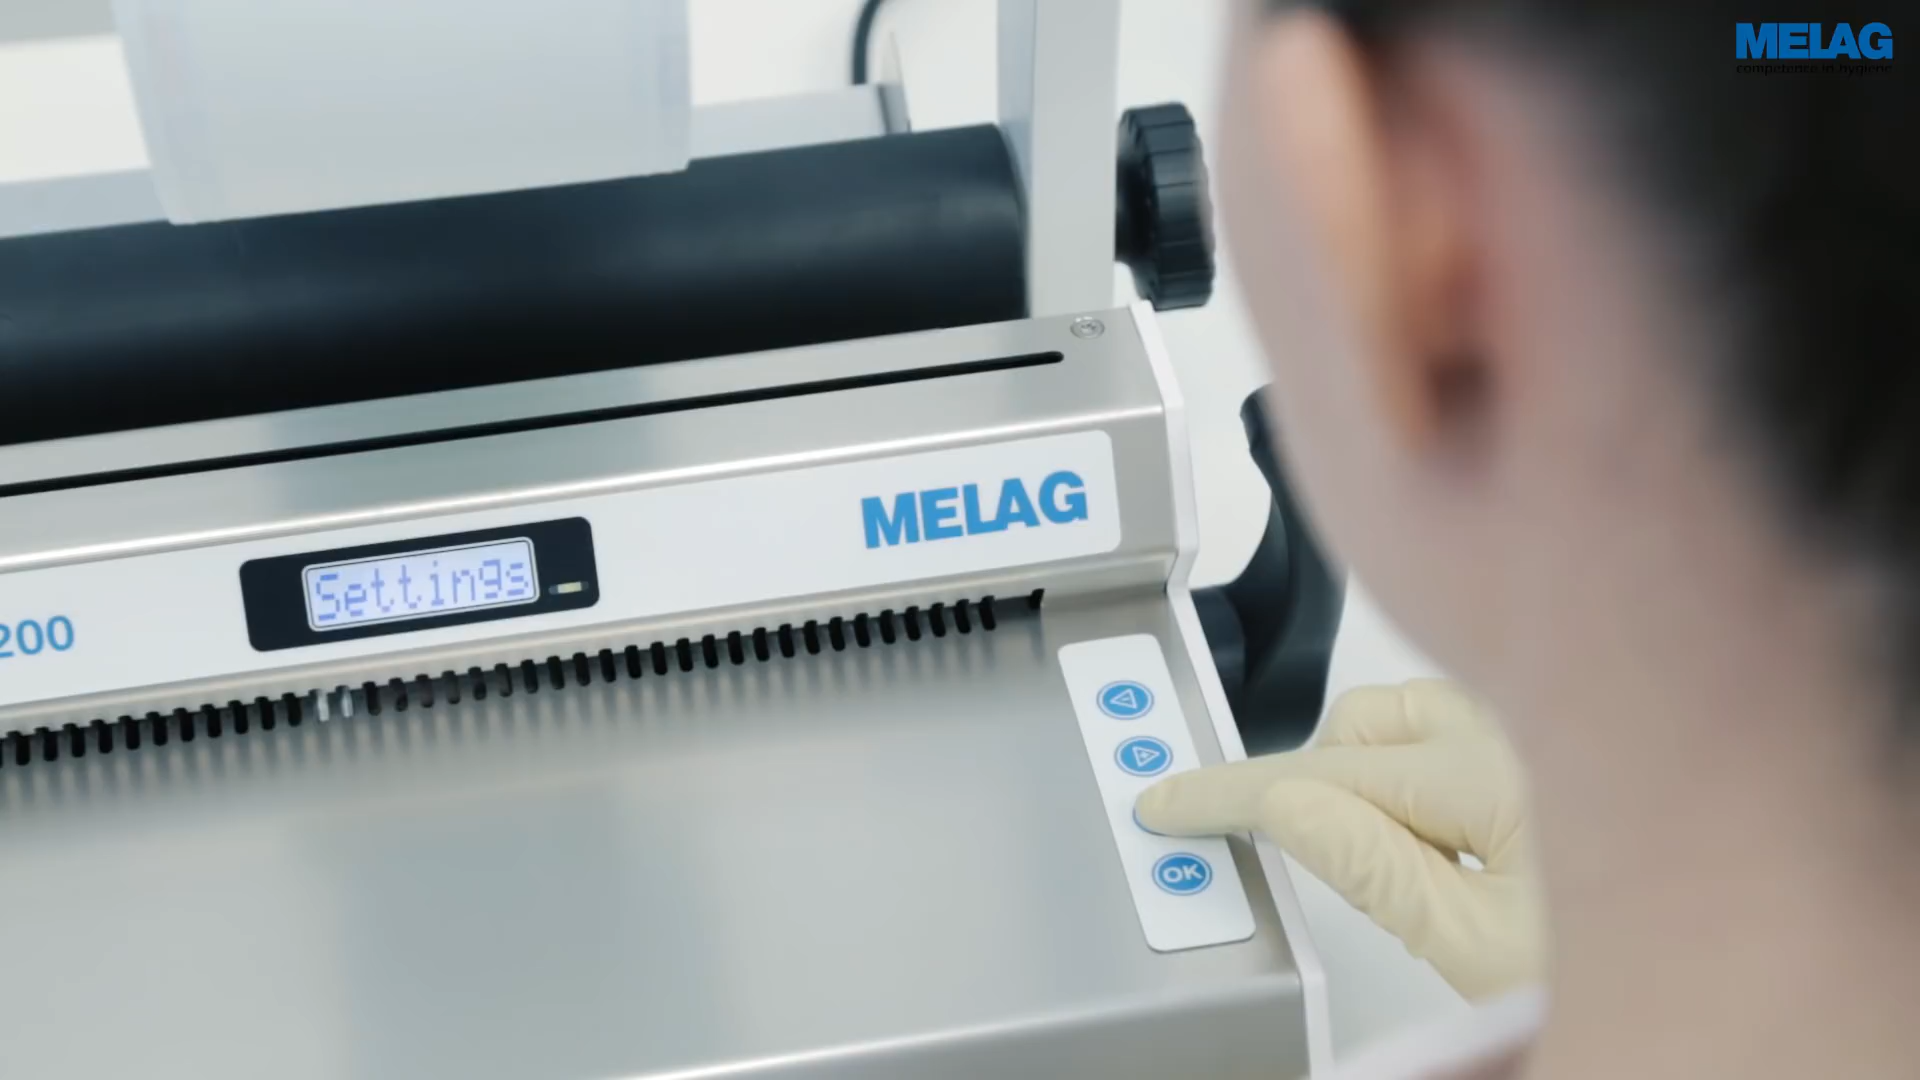 MELAG
competence in hygiene
MELAG
Settings
200
OK